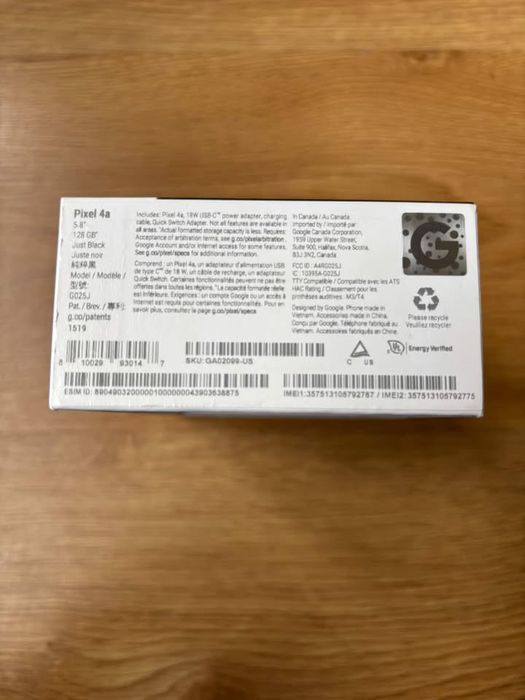 Pixel 4a
5.8"
128 GB*
Just Black
Juste noir
純粹黑
Model / Modèle /
型號:
G025J
Pat. / Brev. / 專利:
g.co/patents
1519
Includes: Pixel 4a, 18W USB-C™ power adapter, charging
cable, Quick Switch Adapter. Not all features are available in
all areas. *Actual formatted storage capacity is less. Requires:
Acceptance of arbitration terms, see g.co/pixelarbitration.
Google Account and/or Internet access for some features.
See g.co/pixel/specs for additional information.
Comprend : un Pixel 4a, un adaptateur d'alimentation USB
de type C™ de 18 W, un câble de recharge, un adaptateur
Quick Switch. Certaines fonctionnalités peuvent ne pas être
offertes dans toutes les régions. *La capacité formatée réelle
est inférieure. Exigences : un compte Google ou un accès à
Internet est requis pour certaines fonctionnalités. Pour en
savoir plus, consultez la page g.co/pixel/specs
In Canada / Au Canada:
Imported by / Importé par:
Google Canada Corporation,
1959 Upper Water Street,
Suite 900, Halifax, Nova Scotia,
B3J 3N2, Canada
FCC ID : A4RG025J
IC : 10395A-G025J
TTY Compatible / Compatible avec les ATS
HAC Rating / Classement pour les
prothèses auditives : M3/T4
Designed by Google. Phone made in
Vietnam. Accessories made in China.
Conçu par Google. Téléphone fabriqué au
Vietnam. Accessoires fabriqués en Chine.
G
Please recycle
Veuillez recycler
8 10029 93014 7
SKU: GA02099-US
C US
UL Energy Verified
ESIM ID: 89049032000001000000043903638875
IMEI1:357513105792767 / IMEI2: 357513105792775